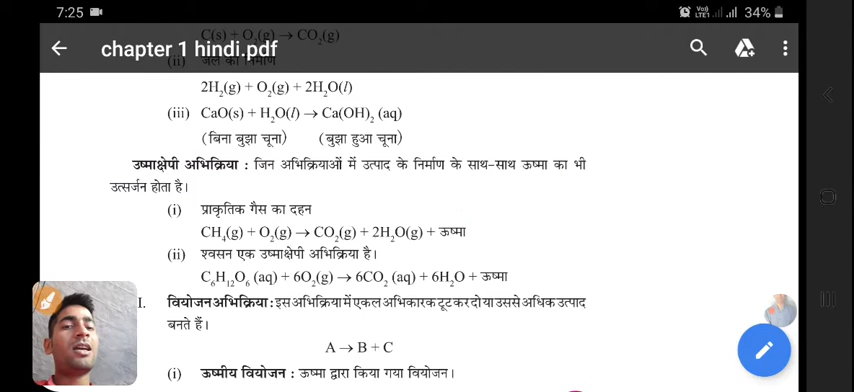 7:25
Vo)) LTE1 34%
chapter 1 hindi.pdf
C(s) + O₂(g) → CO₂(g)
(ii) जल का निर्माण
2H₂(g) + O₂(g) + 2H₂O(l)
(iii) CaO(s) + H₂O(l) → Ca(OH)₂ (aq)
(बिना बुझा चूना) (बुझा हुआ चूना)
उष्माक्षेपी अभिक्रिया : जिन अभिक्रियाओं में उत्पाद के निर्माण के साथ-साथ ऊष्मा का भी
उत्सर्जन होता है।
(i) प्राकृतिक गैस का दहन
CH₄(g) + O₂(g) → CO₂(g) + 2H₂O(g) + ऊष्मा
(ii) श्वसन एक उष्माक्षेपी अभिक्रिया है।
C₆H₁₂O₆ (aq) + 6O₂(g) → 6CO₂ (aq) + 6H₂O + ऊष्मा
I. वियोजन अभिक्रिया : इस अभिक्रिया में एकल अभिकारक टूट कर दो या उससे अधिक उत्पाद
बनते हैं।
A → B + C
(i) ऊष्मीय वियोजन : ऊष्मा द्वारा किया गया वियोजन।